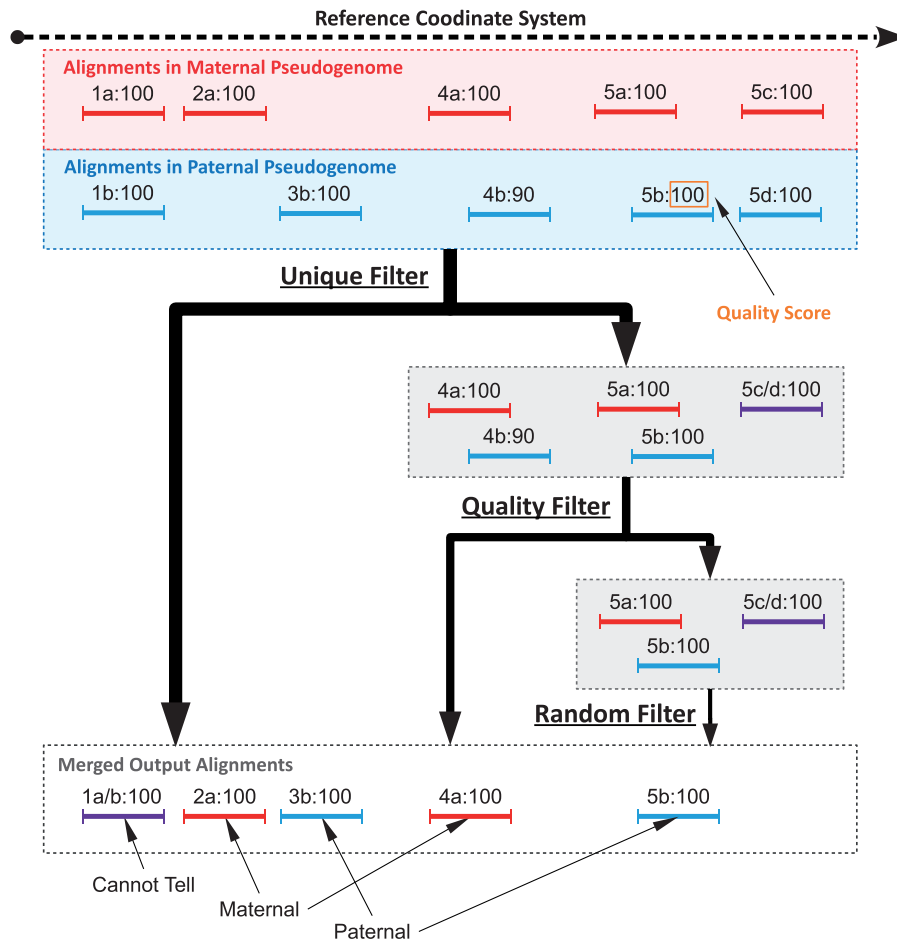 Reference Coodinate System
Alignments in Maternal Pseudogenome
1a:100 2a:100 4a:100 5a:100 5c:100
Alignments in Paternal Pseudogenome
1b:100 3b:100 4b:90 5b:100 5d:100
Unique Filter
Quality Score
4a:100 5a:100 5c/d:100
4b:90 5b:100
Quality Filter
5a:100 5c/d:100
5b:100
Random Filter
Merged Output Alignments
1a/b:100 2a:100 3b:100 4a:100 5b:100
Cannot Tell
Maternal
Paternal